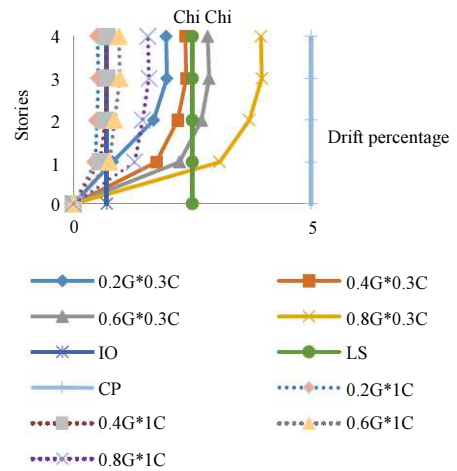 Chi Chi
4
3
2
1
0
Stories
0 5
Drift percentage
0.2G*0.3C 0.4G*0.3C
0.6G*0.3C 0.8G*0.3C
IO LS
CP 0.2G*1C
0.4G*1C 0.6G*1C
0.8G*1C